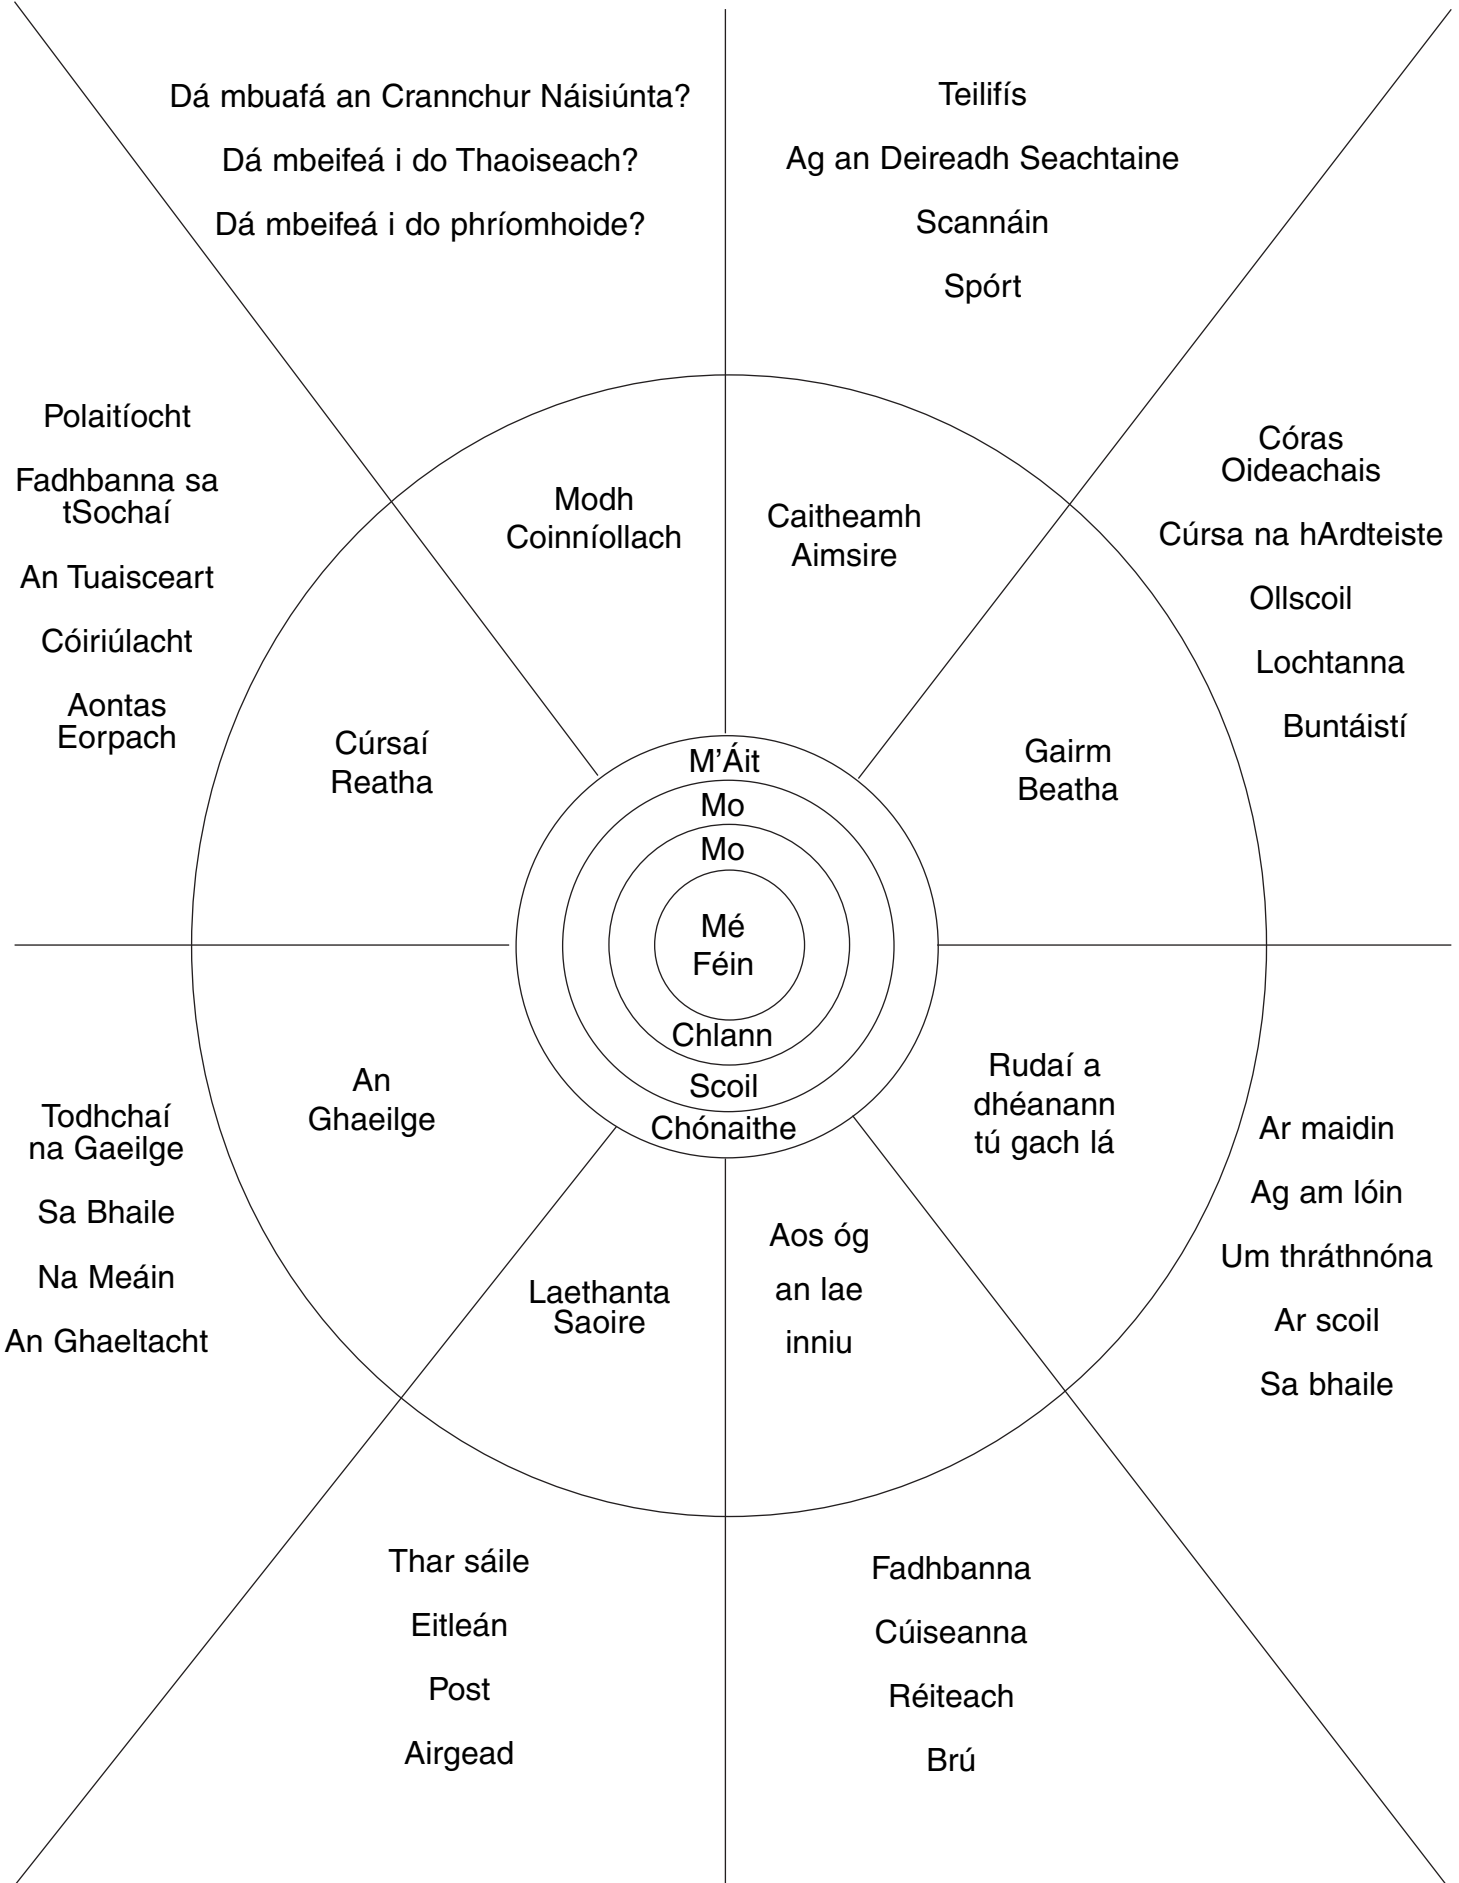 Dá mbuafá an Crannchur Náisiúnta?
Dá mbeifeá i do Thaoiseach?
Dá mbeifeá i do phríomhoide?
Teilifís
Ag an Deireadh Seachtaine
Scannáin
Spórt
Polaitíocht
Fadhbanna sa
tSochaí
An Tuaisceart
Cóiriúlacht
Aontas
Eorpach
Modh
Coinníollach
Caitheamh
Aimsire
Córas
Oideachais
Cúrsa na hArdteiste
Ollscoil
Lochtanna
Buntáistí
Cúrsaí
Reatha
Gairm
Beatha
M'Áit
Mo
Mo
Mé
Féin
Chlann
Scoil
Chónaithe
An
Ghaeilge
Rudaí a
dhéanann
tú gach lá
Todhchaí
na Gaeilge
Sa Bhaile
Na Meáin
An Ghaeltacht
Laethanta
Saoire
Aos óg
an lae
inniu
Ar maidin
Ag am lóin
Um thráthnóna
Ar scoil
Sa bhaile
Thar sáile
Eitleán
Post
Airgead
Fadhbanna
Cúiseanna
Réiteach
Brú